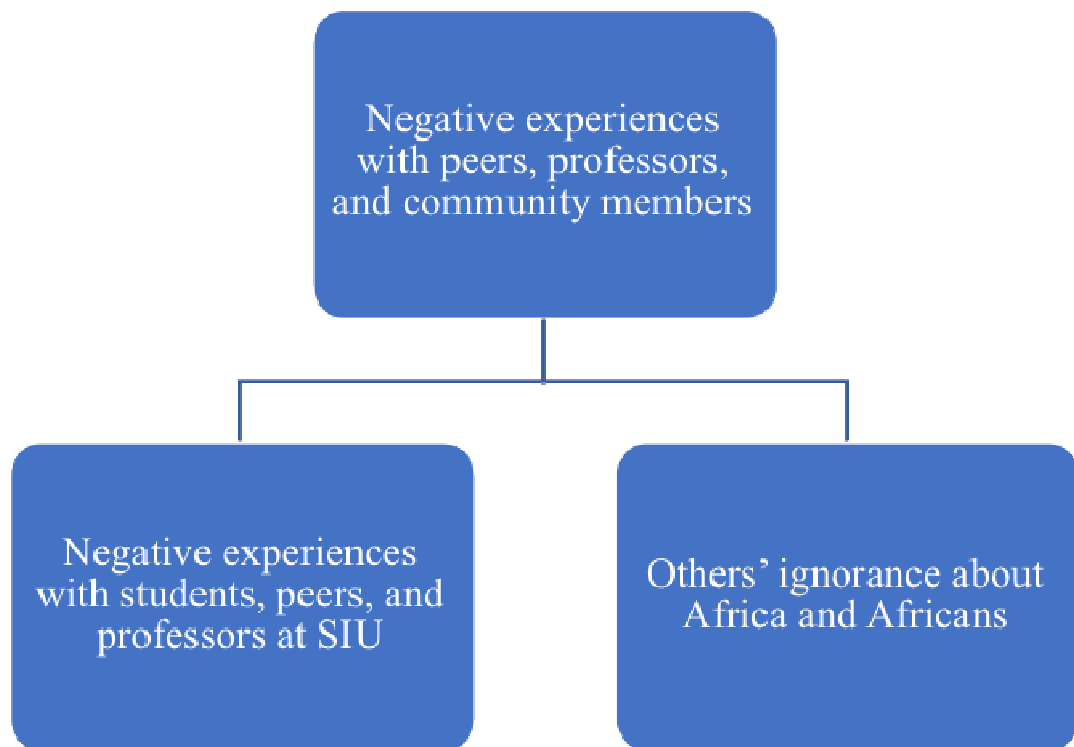 Negative experiences
with peers, professors,
and community members
Negative experiences
with students, peers, and
professors at SIU
Others’ ignorance about
Africa and Africans